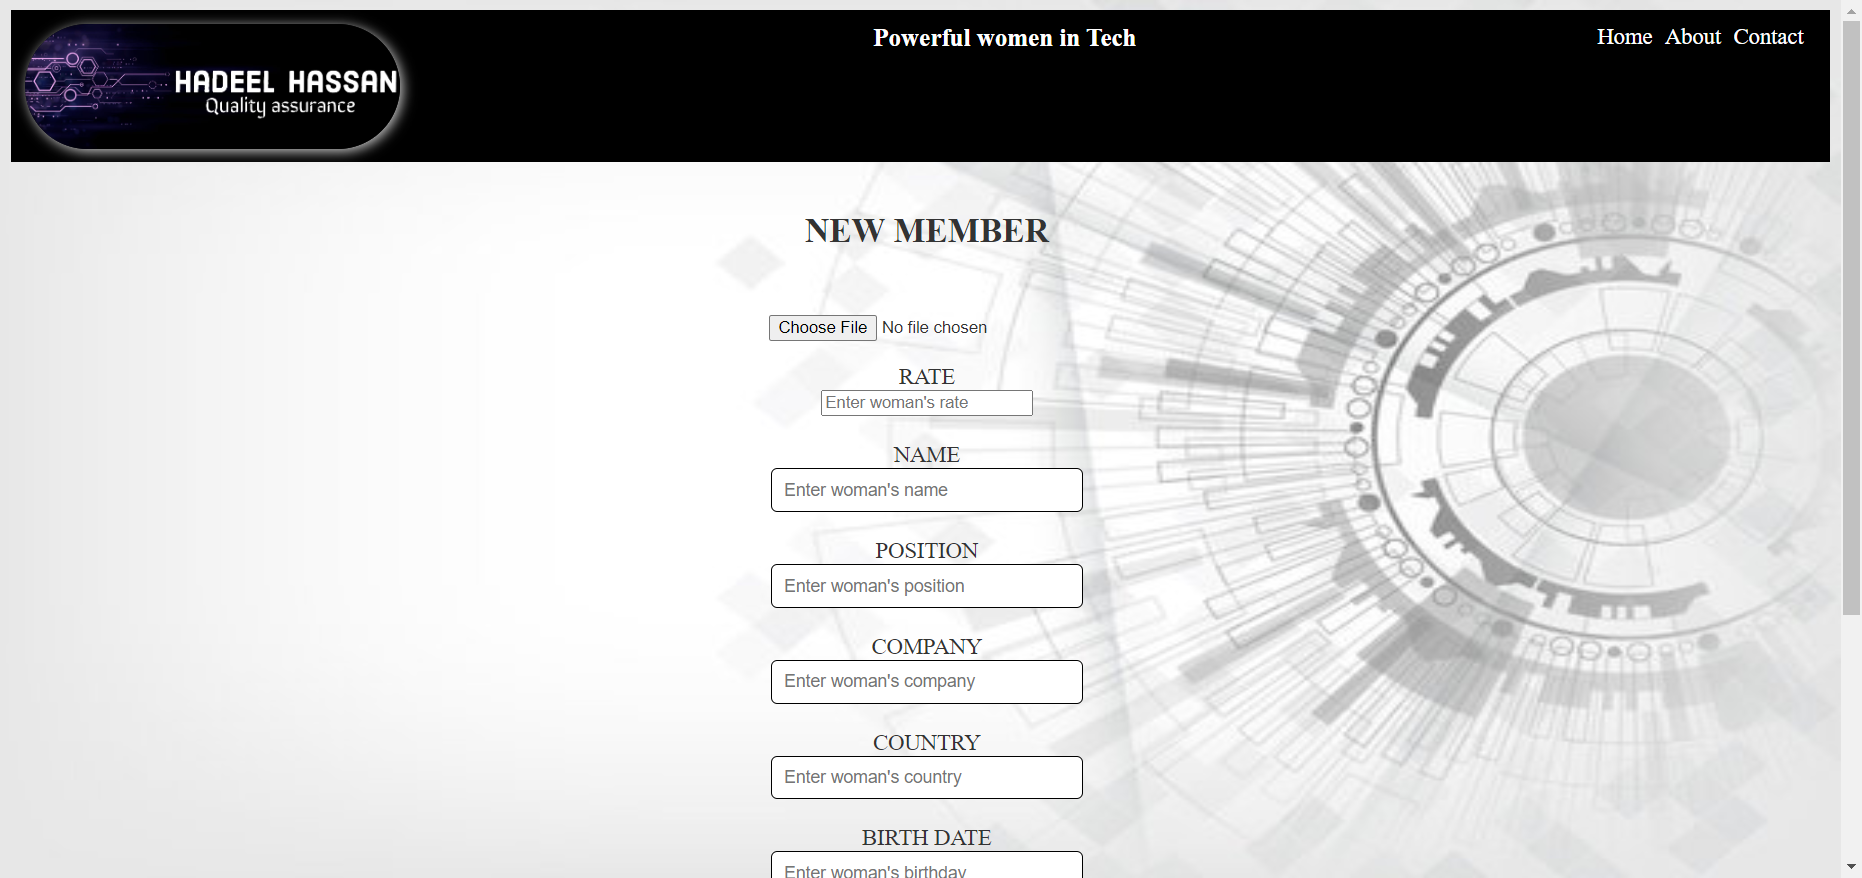 HADEEL HASSAN
Quality assurance
Powerful women in Tech
Home About Contact
NEW MEMBER
Choose File No file chosen
RATE
Enter woman's rate
NAME
Enter woman's name
POSITION
Enter woman's position
COMPANY
Enter woman's company
COUNTRY
Enter woman's country
BIRTH DATE
Enter woman's birthday